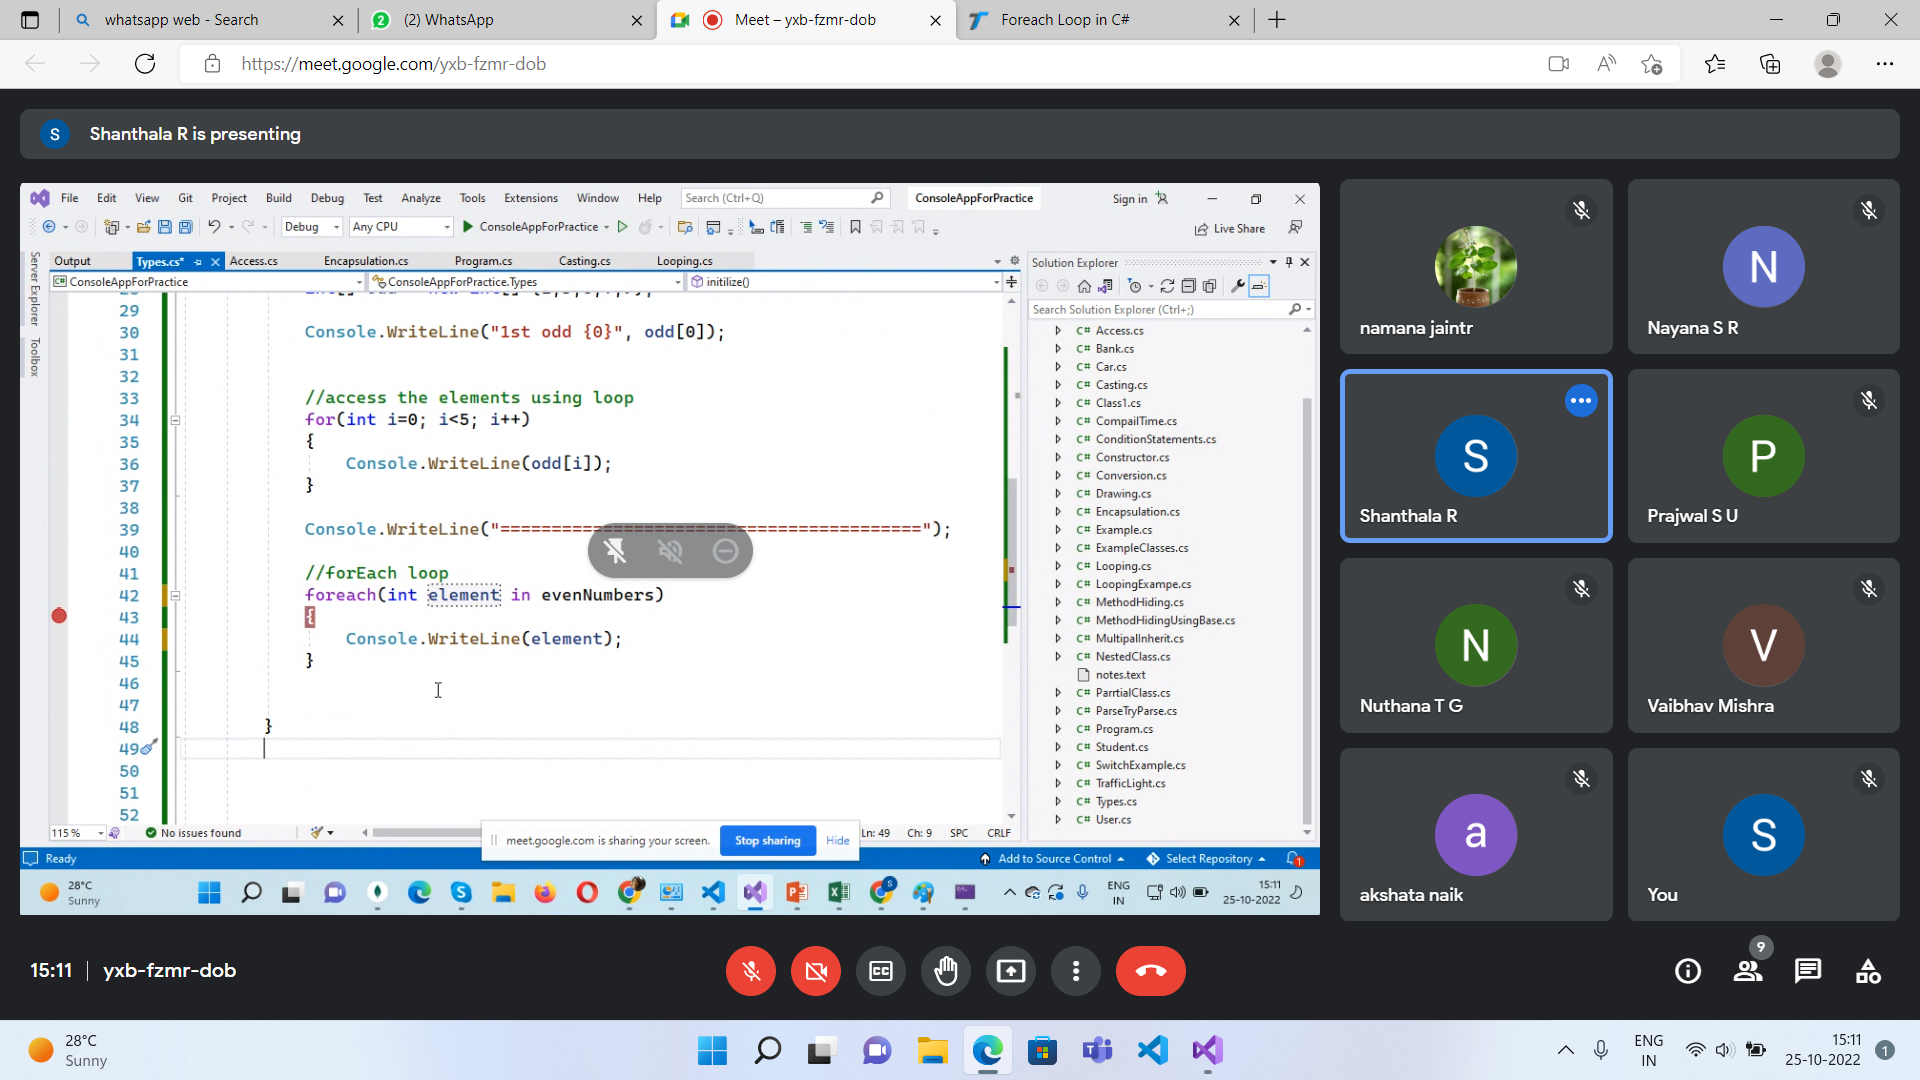 whatsapp web - Search
(2) WhatsApp
Meet – yxb-fzmr-dob
Foreach Loop in C#
https://meet.google.com/yxb-fzmr-dob
S Shanthala R is presenting
File Edit View Git Project Build Debug Test Analyze Tools Extensions Window Help Search (Ctrl+Q) ConsoleAppForPractice Sign in
Debug Any CPU ConsoleAppForPractice Live Share
Server Explorer
Toolbox
Output Types.cs* Access.cs Encapsulation.cs Program.cs Casting.cs Looping.cs
ConsoleAppForPractice ConsoleAppForPractice.Types initilize()
29
30 Console.WriteLine("1st odd {0}", odd[0]);
31
32
33 //access the elements using loop
34 for(int i=0; i<5; i++)
35 {
36 Console.WriteLine(odd[i]);
37 }
38
39 Console.WriteLine("=========================================");
40
41 //forEach loop
42 foreach(int element in evenNumbers)
43 {
44 Console.WriteLine(element);
45 }
46
47
48 }
49
50
51
52
115 % No issues found Ln: 49 Ch: 9 SPC CRLF
meet.google.com is sharing your screen. Stop sharing Hide
Ready Add to Source Control Select Repository 1
Solution Explorer
Search Solution Explorer (Ctrl+;)
C# Access.cs
C# Bank.cs
C# Car.cs
C# Casting.cs
C# Class1.cs
C# CompailTime.cs
C# ConditionStatements.cs
C# Constructor.cs
C# Conversion.cs
C# Drawing.cs
C# Encapsulation.cs
C# Example.cs
C# ExampleClasses.cs
C# Looping.cs
C# LoopingExampe.cs
C# MethodHiding.cs
C# MethodHidingUsingBase.cs
C# MultipalInherit.cs
C# NestedClass.cs
notes.text
C# ParrtialClass.cs
C# ParseTryParse.cs
C# Program.cs
C# Student.cs
C# SwitchExample.cs
C# TrafficLight.cs
C# Types.cs
C# User.cs
28°C
Sunny
ENG
IN
15:11
25-10-2022
namana jaintr
N
Nayana S R
S
Shanthala R
P
Prajwal S U
N
Nuthana T G
V
Vaibhav Mishra
a
akshata naik
S
You
15:11 | yxb-fzmr-dob
CC
9
28°C
Sunny
ENG
IN
15:11
25-10-2022
1